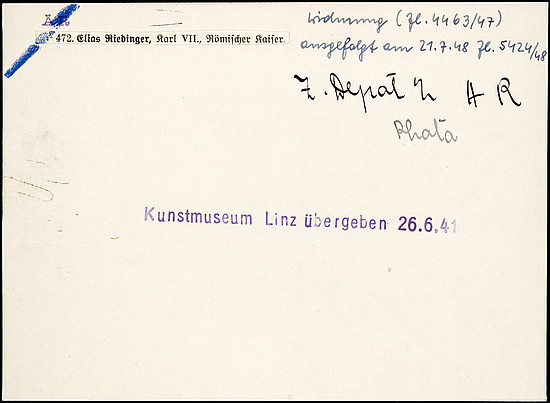 Widmung (Zl. 4463/47)
ausgefolgt am 21.7.48 Zl. 5424/48
472. Elias Riedinger, Karl VII., Römischer Kaiser.
Z. Depot
A R
Kunstmuseum Linz übergeben 26.6.41